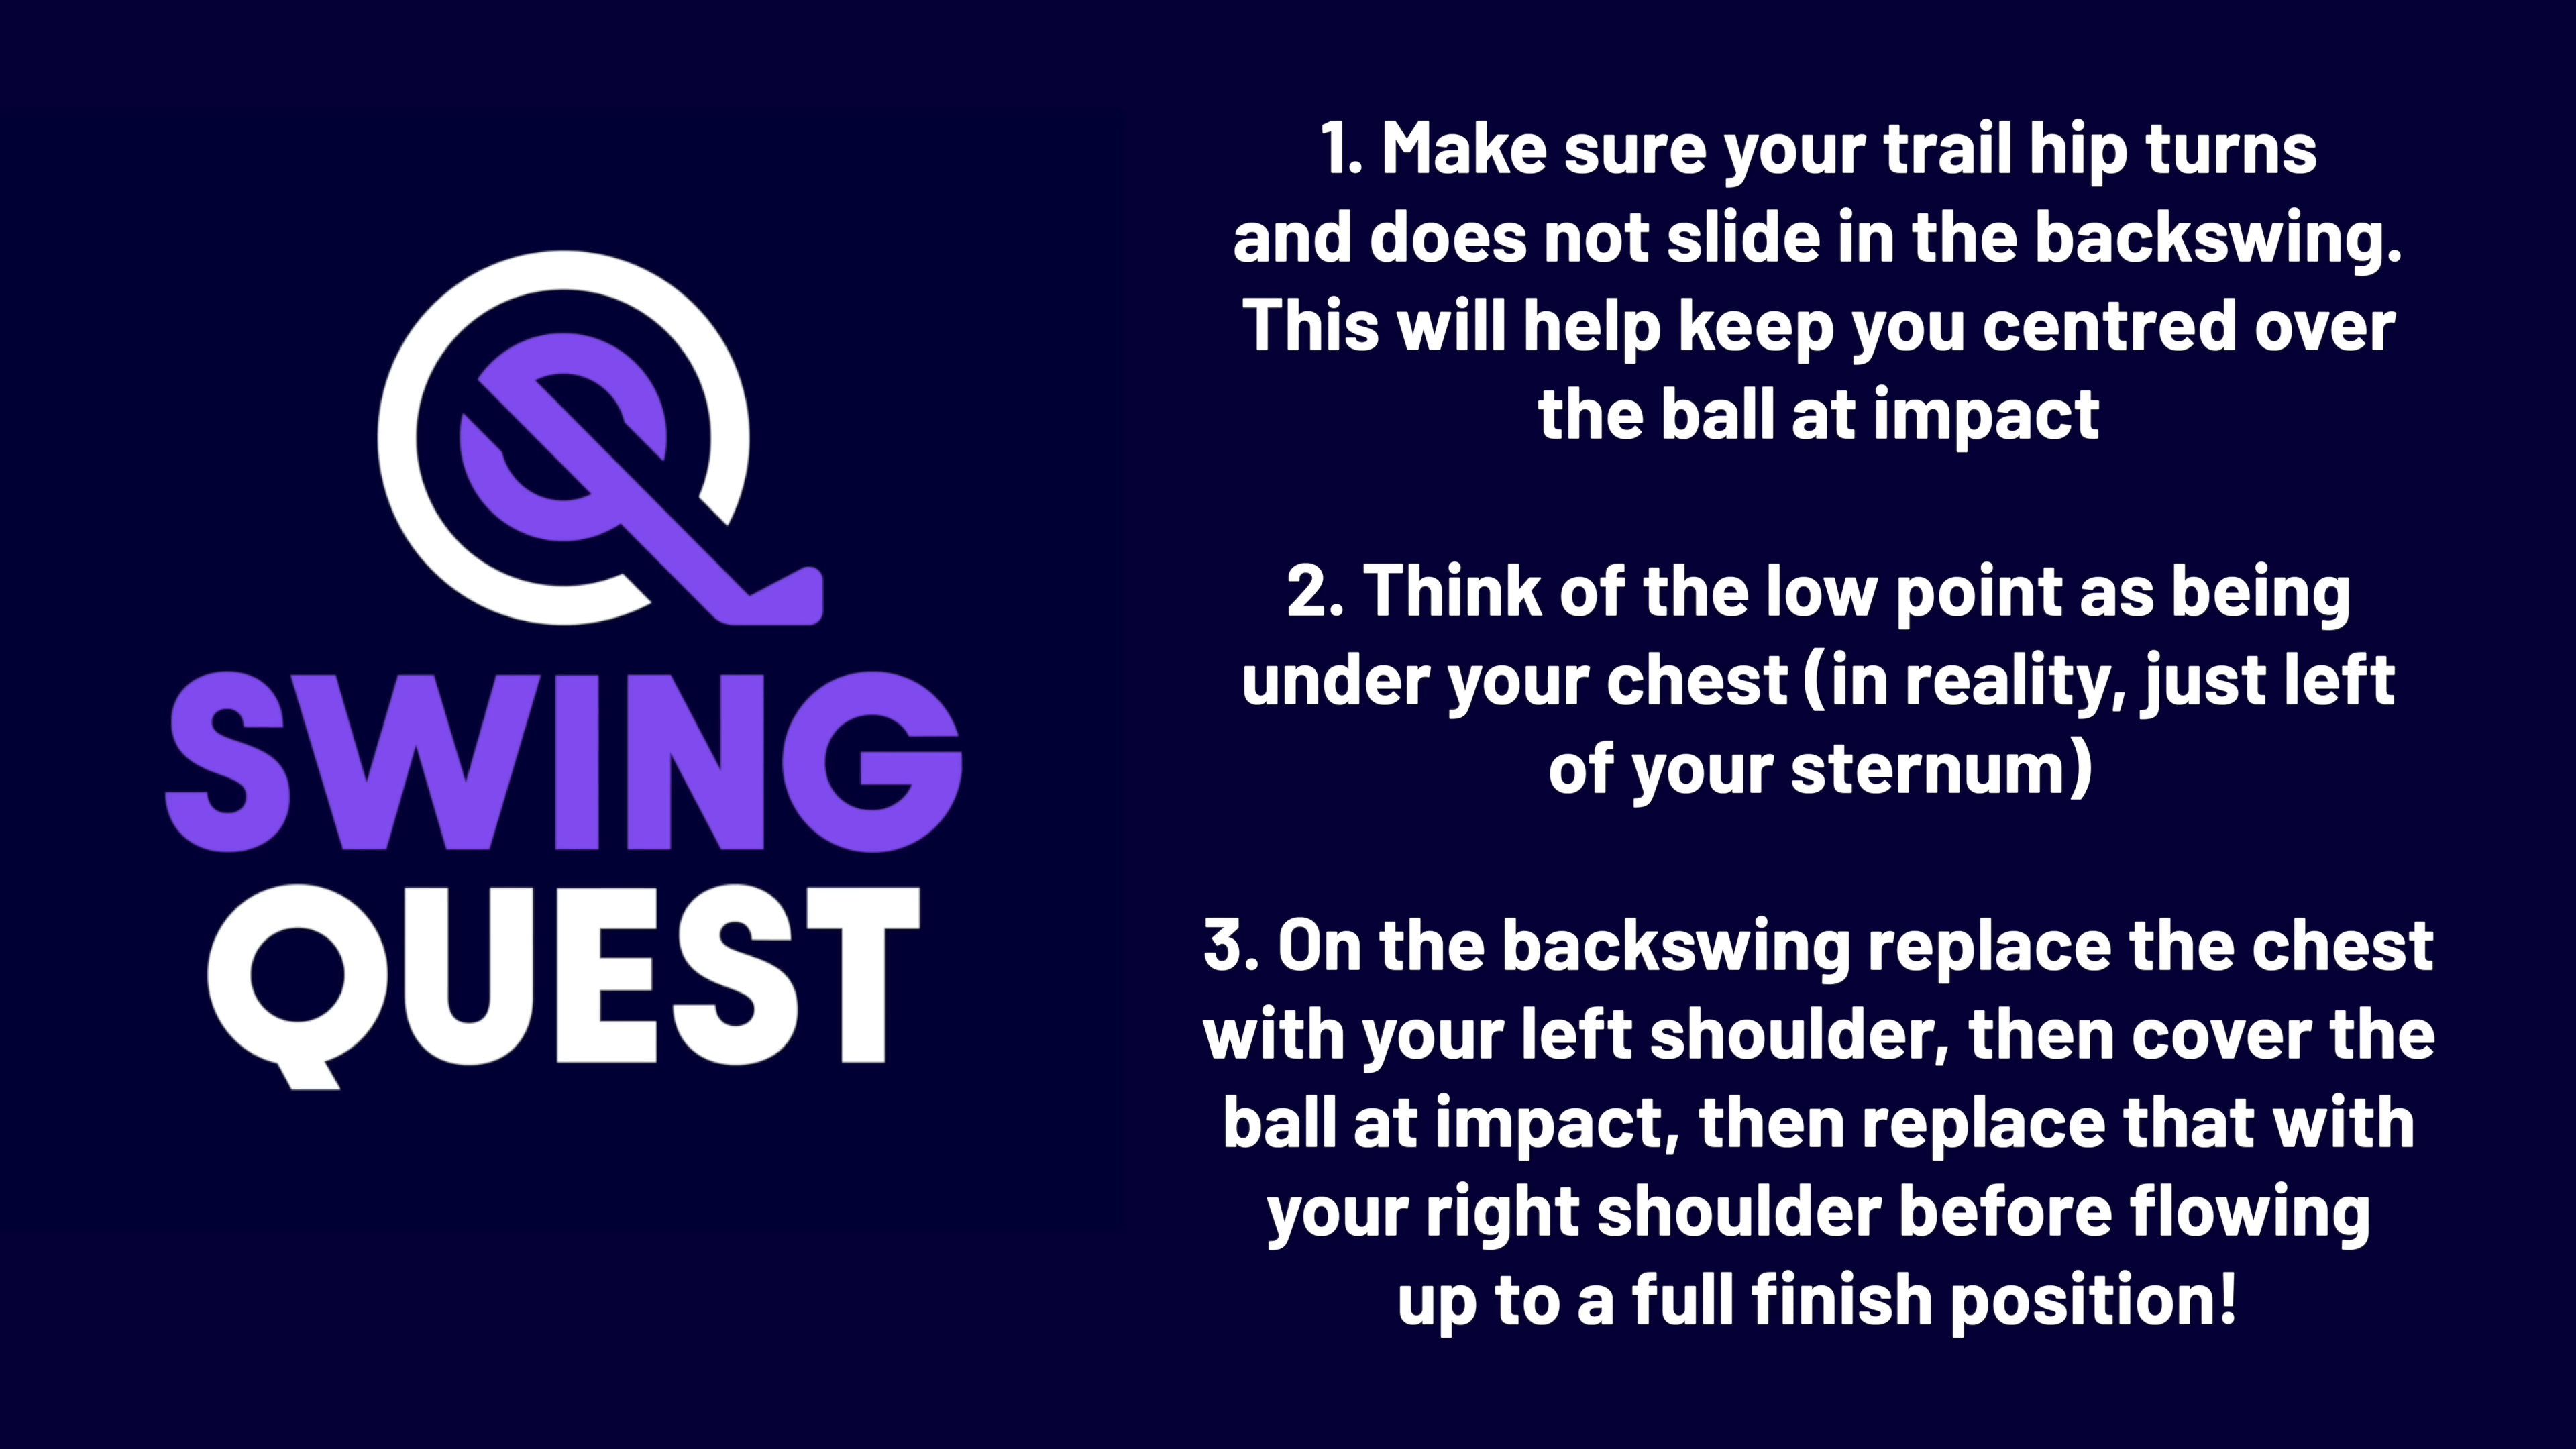 SWING
QUEST
1. Make sure your trail hip turns
and does not slide in the backswing.
This will help keep you centred over
the ball at impact
2. Think of the low point as being
under your chest (in reality, just left
of your sternum)
3. On the backswing replace the chest
with your left shoulder, then cover the
ball at impact, then replace that with
your right shoulder before flowing
up to a full finish position!